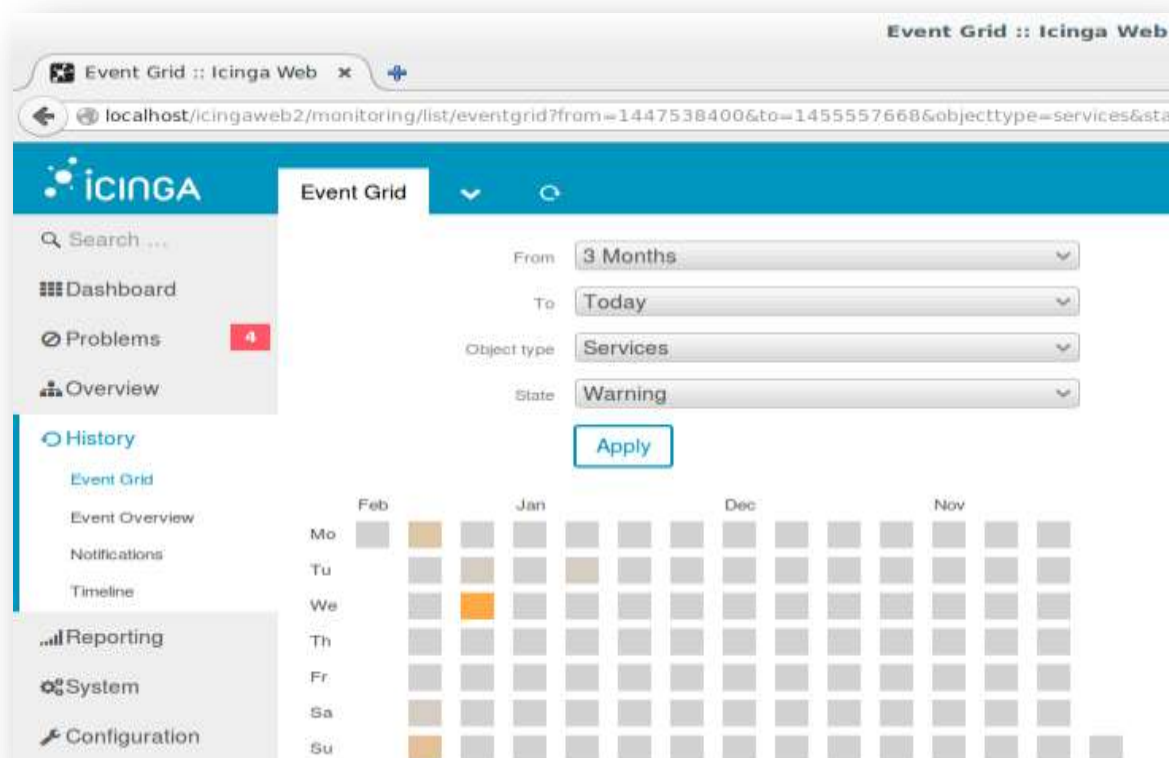 Event Grid :: Icinga Web
Event Grid :: Icinga Web
localhost/icingaweb2/monitoring/list/eventgrid?from=1447538400&to=1455557668&objecttype=services&sta
icinga
Event Grid
Search ...
Dashboard
Problems 4
Overview
History
Event Grid
Event Overview
Notifications
Timeline
Reporting
System
Configuration
From 3 Months
To Today
Object type Services
State Warning
Apply
Feb Jan Dec Nov
Mo
Tu
We
Th
Fr
Sa
Su